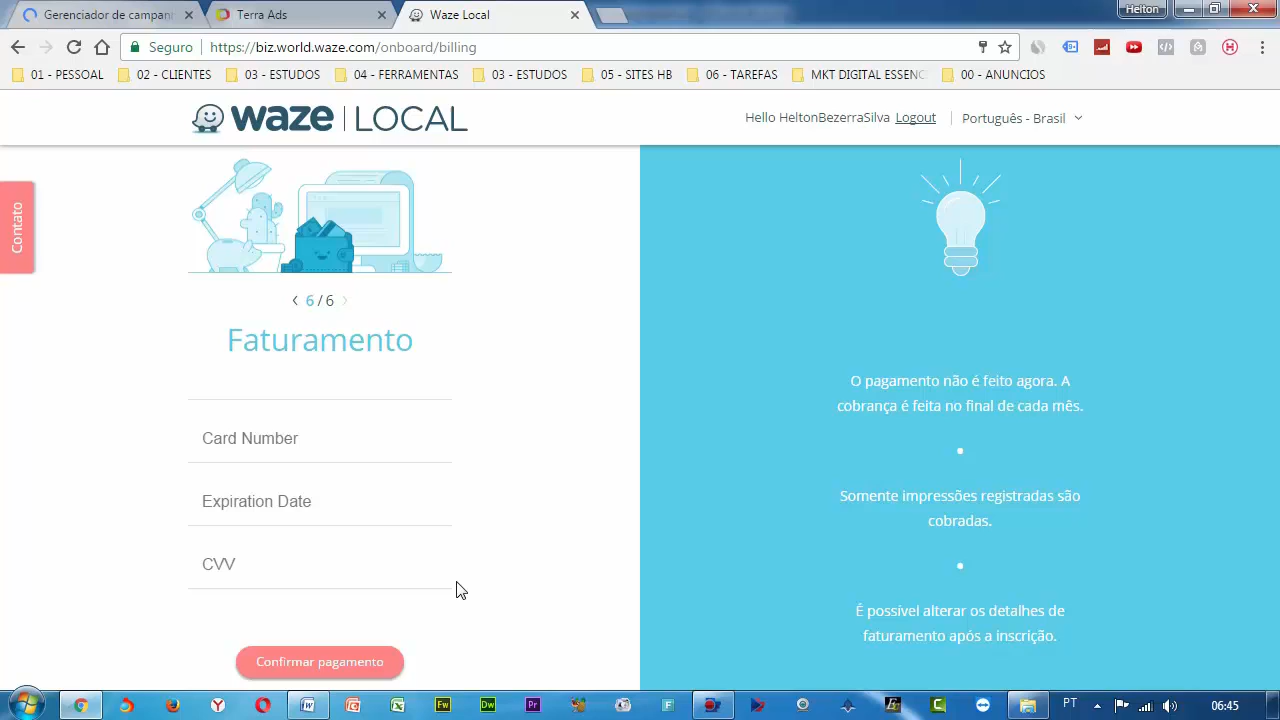 Gerenciador de campanh
Terra Ads
Waze Local
Helton
Seguro
https://biz.world.waze.com/onboard/billing
01 - PESSOAL
02 - CLIENTES
03 - ESTUDOS
04 - FERRAMENTAS
03 - ESTUDOS
05 - SITES HB
06 - TAREFAS
MKT DIGITAL ESSENC
00 - ANUNCIOS
waze | LOCAL
Hello HeltonBezerraSilva Logout
Português - Brasil
Contato
6 / 6
Faturamento
Card Number
Expiration Date
CVV
Confirmar pagamento
O pagamento não é feito agora. A
cobrança é feita no final de cada mês.
Somente impressões registradas são
cobradas.
É possível alterar os detalhes de
faturamento após a inscrição.
Fw
Dw
Pr
PT
06:45